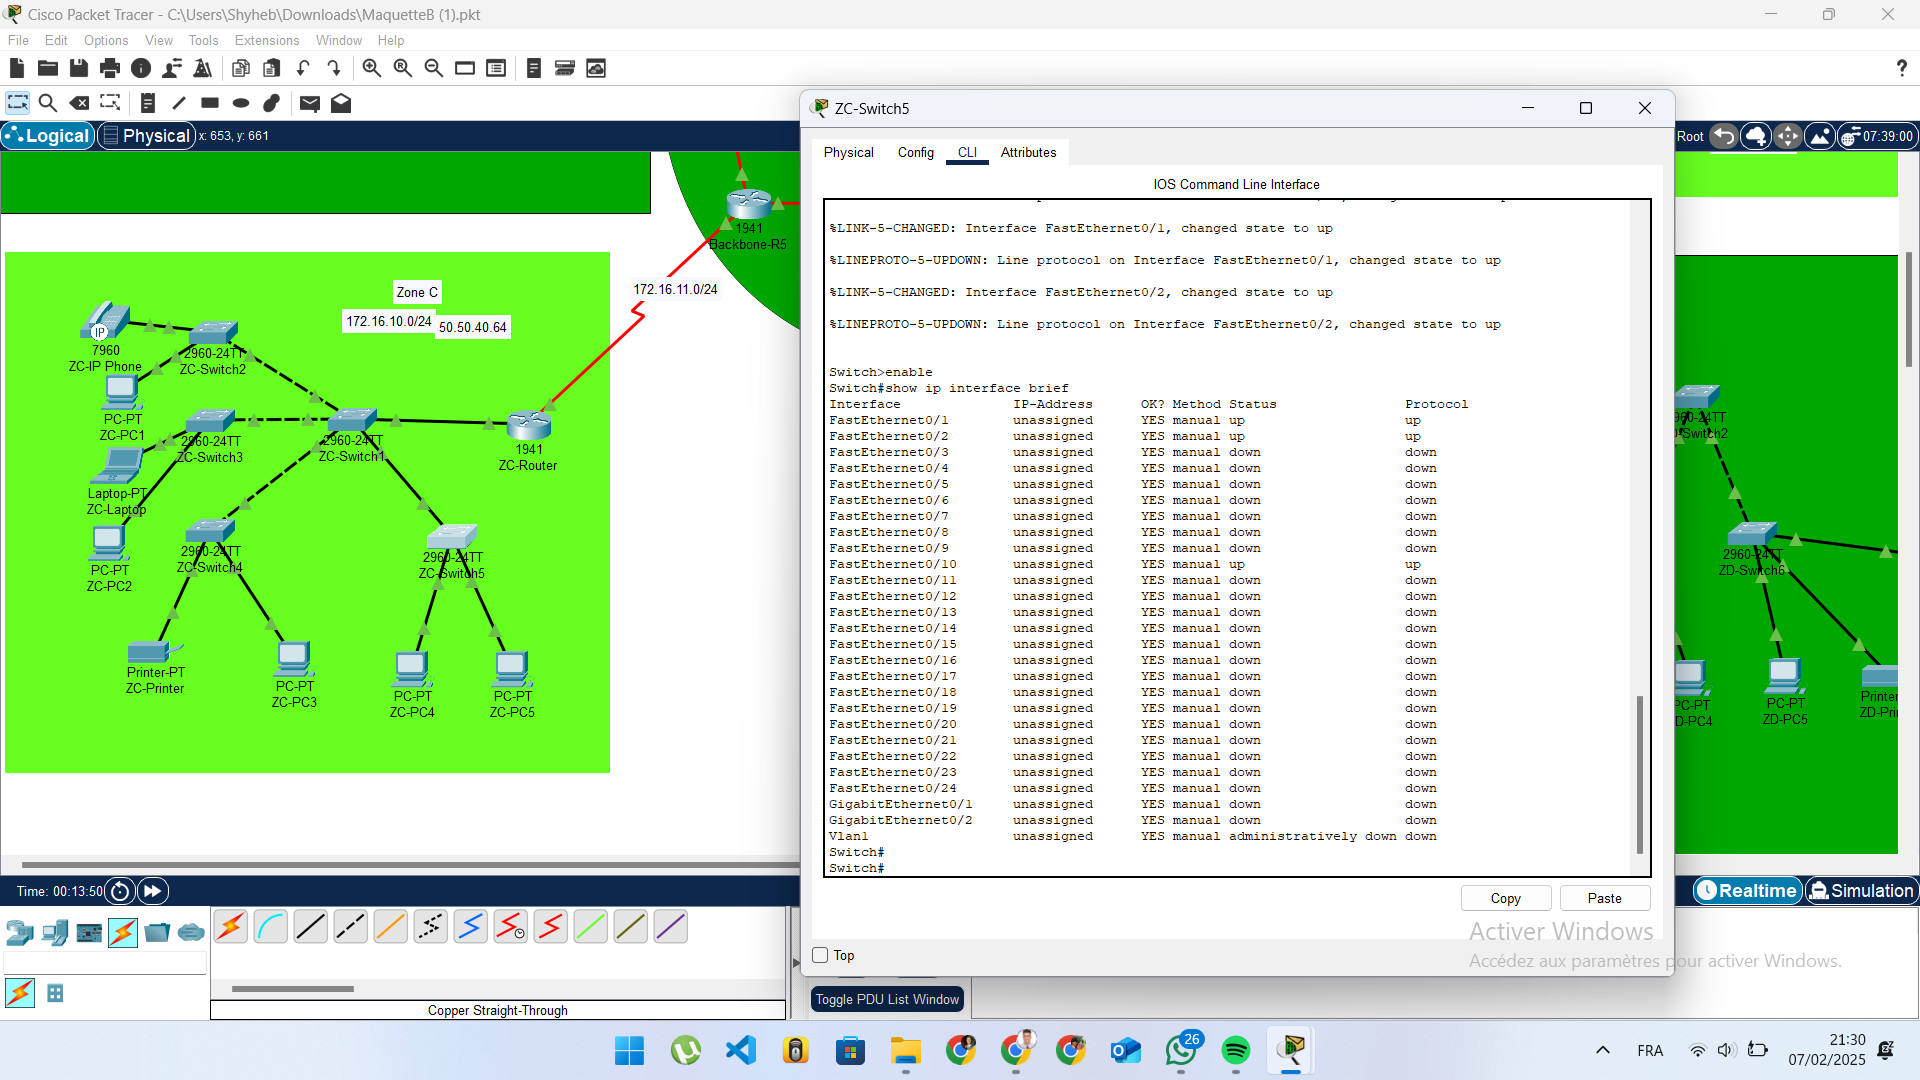 Cisco Packet Tracer - C:\Users\Shyheb\Downloads\MaquetteB (1).pkt
File Edit Options View Tools Extensions Window Help
?
Logical Physical x: 653, y: 661
Root 07:39:00
1941
Backbone-R5
172.16.11.0/24
Zone C
172.16.10.0/24
50.50.40.64
IP
7960
ZC-IP Phone
2960-24TT
ZC-Switch2
PC-PT
ZC-PC1
2960-24TT
ZC-Switch3
2960-24TT
ZC-Switch1
1941
ZC-Router
Laptop-PT
ZC-Laptop
PC-PT
ZC-PC2
2960-24TT
ZC-Switch4
2960-24TT
ZC-Switch5
Printer-PT
ZC-Printer
PC-PT
ZC-PC3
PC-PT
ZC-PC4
PC-PT
ZC-PC5
ZC-Switch5
Physical Config CLI Attributes
IOS Command Line Interface
%LINK-5-CHANGED: Interface FastEthernet0/1, changed state to up
%LINEPROTO-5-UPDOWN: Line protocol on Interface FastEthernet0/1, changed state to up
%LINK-5-CHANGED: Interface FastEthernet0/2, changed state to up
%LINEPROTO-5-UPDOWN: Line protocol on Interface FastEthernet0/2, changed state to up
Switch>enable
Switch#show ip interface brief
Interface IP-Address OK? Method Status Protocol
FastEthernet0/1 unassigned YES manual up up
FastEthernet0/2 unassigned YES manual up up
FastEthernet0/3 unassigned YES manual down down
FastEthernet0/4 unassigned YES manual down down
FastEthernet0/5 unassigned YES manual down down
FastEthernet0/6 unassigned YES manual down down
FastEthernet0/7 unassigned YES manual down down
FastEthernet0/8 unassigned YES manual down down
FastEthernet0/9 unassigned YES manual down down
FastEthernet0/10 unassigned YES manual up up
FastEthernet0/11 unassigned YES manual down down
FastEthernet0/12 unassigned YES manual down down
FastEthernet0/13 unassigned YES manual down down
FastEthernet0/14 unassigned YES manual down down
FastEthernet0/15 unassigned YES manual down down
FastEthernet0/16 unassigned YES manual down down
FastEthernet0/17 unassigned YES manual down down
FastEthernet0/18 unassigned YES manual down down
FastEthernet0/19 unassigned YES manual down down
FastEthernet0/20 unassigned YES manual down down
FastEthernet0/21 unassigned YES manual down down
FastEthernet0/22 unassigned YES manual down down
FastEthernet0/23 unassigned YES manual down down
FastEthernet0/24 unassigned YES manual down down
GigabitEthernet0/1 unassigned YES manual down down
GigabitEthernet0/2 unassigned YES manual down down
Vlan1 unassigned YES manual administratively down down
Switch#
Switch#
Copy Paste
Top
Activer Windows
Accédez aux paramètres pour activer Windows.
2960-24TT
ZD-Switch6
PC-PT
ZD-PC5
Time: 00:13:50
Realtime Simulation
Copper Straight-Through
Toggle PDU List Window
26
FRA
21:30
07/02/2025